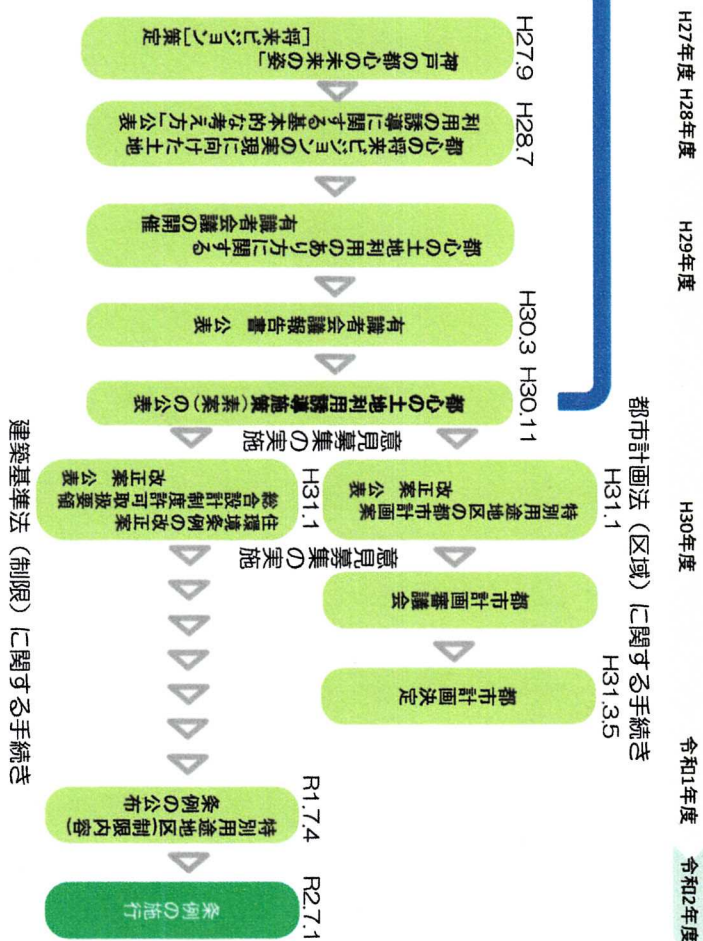 H27年度
H28年度
H29年度
H30年度
令和1年度
令和2年度
H27.9
「神戸の都心の未来の姿
[将来ビジョン]策定
H28.7
都心の将来ビジョンの実現に向けた土地
利用の誘導に関する基本的な考え方」公表
都心の土地利用のあり方に関する
有識者会議の開催
H30.3
有識者会議報告書 公表
H30.11
都心の土地利用誘導施策(素案)の公表
意見募集の実施
都市計画法(区域)に関する手続き
H31.1
特別用途地区の都市計画案
改正案 公表
意見募集の実施
都市計画審議会
H31.3.5
都市計画決定
建築基準法(制限)に関する手続き
H31.1
住環境条例の改正案
総合設計制度許可取扱要領
改正案 公表
R1.7.4
特別用途地区(制限内容)
条例の公布
R2.7.1
条例の施行